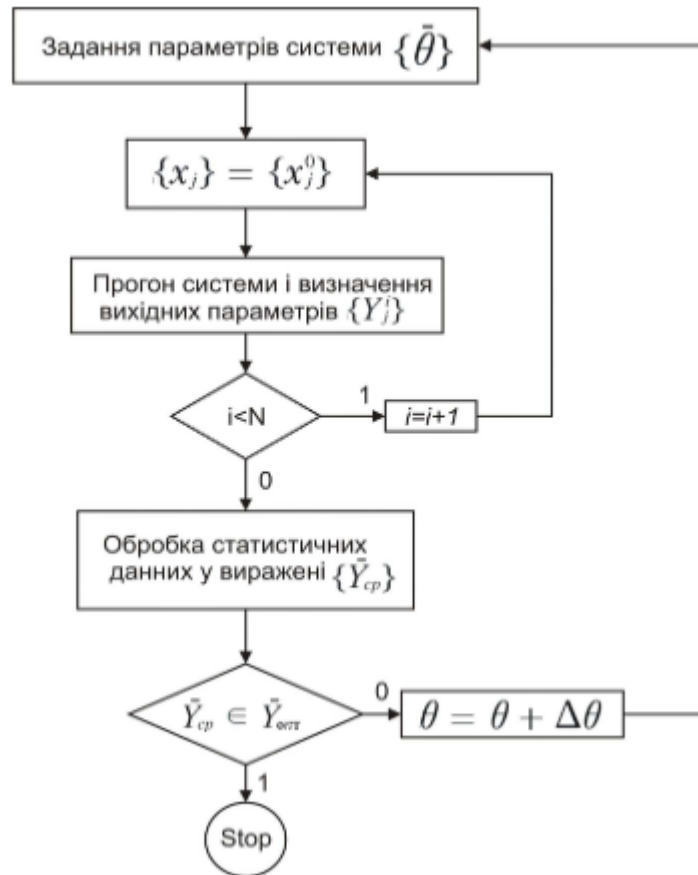 Задання параметрів системи {θ̄}
{xⱼ} = {xⱼ⁰}
Прогон системи і визначення
вихідних параметрів {Yⱼⁱ}
i<N
1
i=i+1
0
Обробка статистичних
данних у виражені {Ȳср}
Ȳср ∈ Ȳопт
0
θ = θ + Δθ
1
Stop